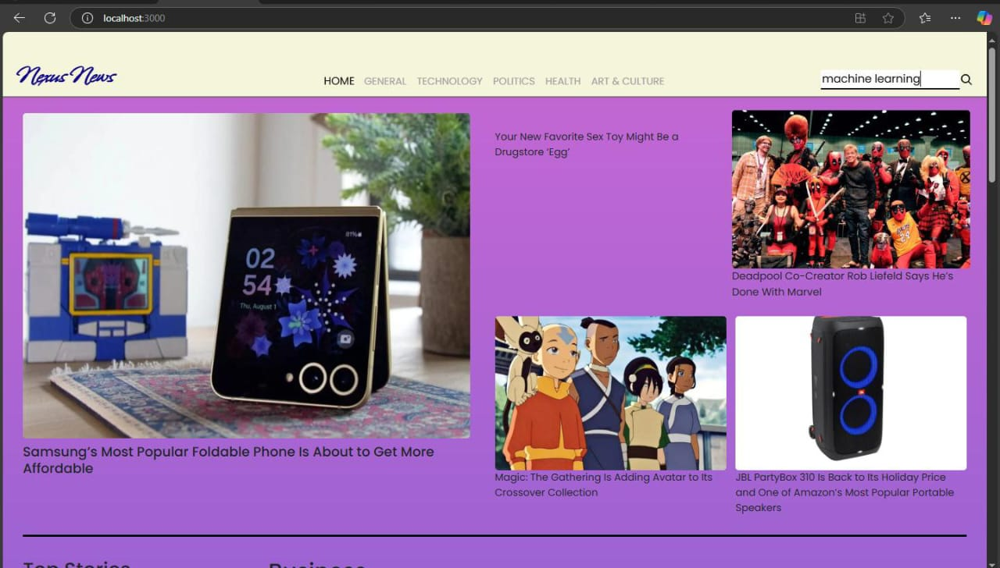 localhost:3000
Nexus News
HOME GENERAL TECHNOLOGY POLITICS HEALTH ART & CULTURE
machine learning
81%
02
54
Thu, August 1
Samsung's Most Popular Foldable Phone Is About to Get More
Affordable
Your New Favorite Sex Toy Might Be a
Drugstore 'Egg'
SAVAGE
24
Deadpool Co-Creator Rob Liefeld Says He's
Done With Marvel
Magic: The Gathering Is Adding Avatar to Its
Crossover Collection
JBL
JBL PartyBox 310 Is Back to Its Holiday Price
and One of Amazon's Most Popular Portable
Speakers
Top Stories
Business